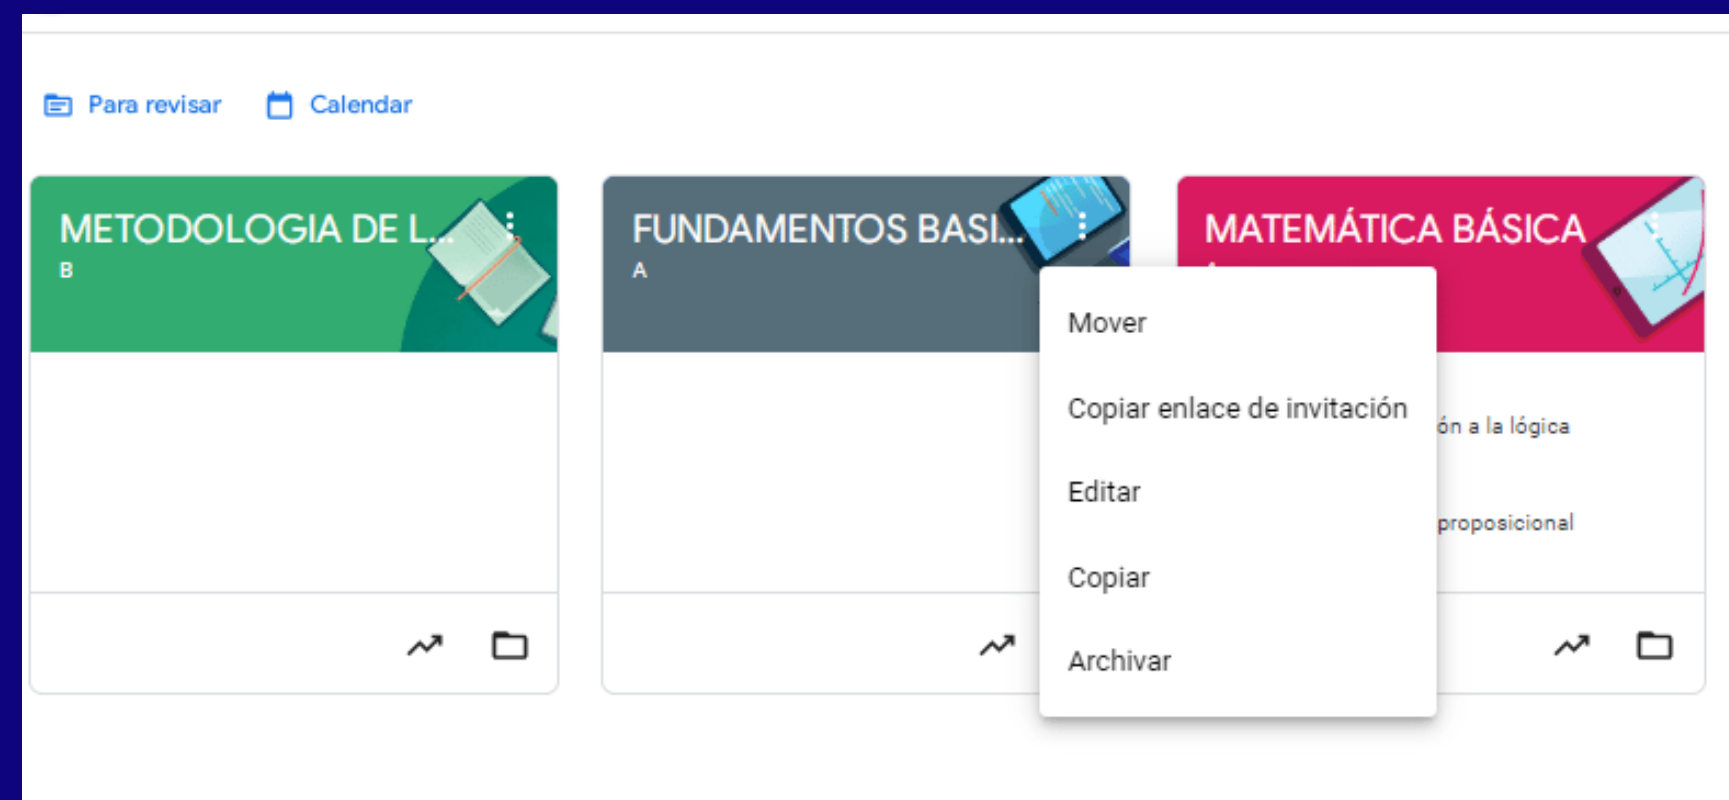 Para revisar
Calendar
METODOLOGIA DE L...
B
FUNDAMENTOS BASI...
A
MATEMÁTICA BÁSICA
Mover
Copiar enlace de invitación
Editar
Copiar
Archivar
ón a la lógica
proposicional